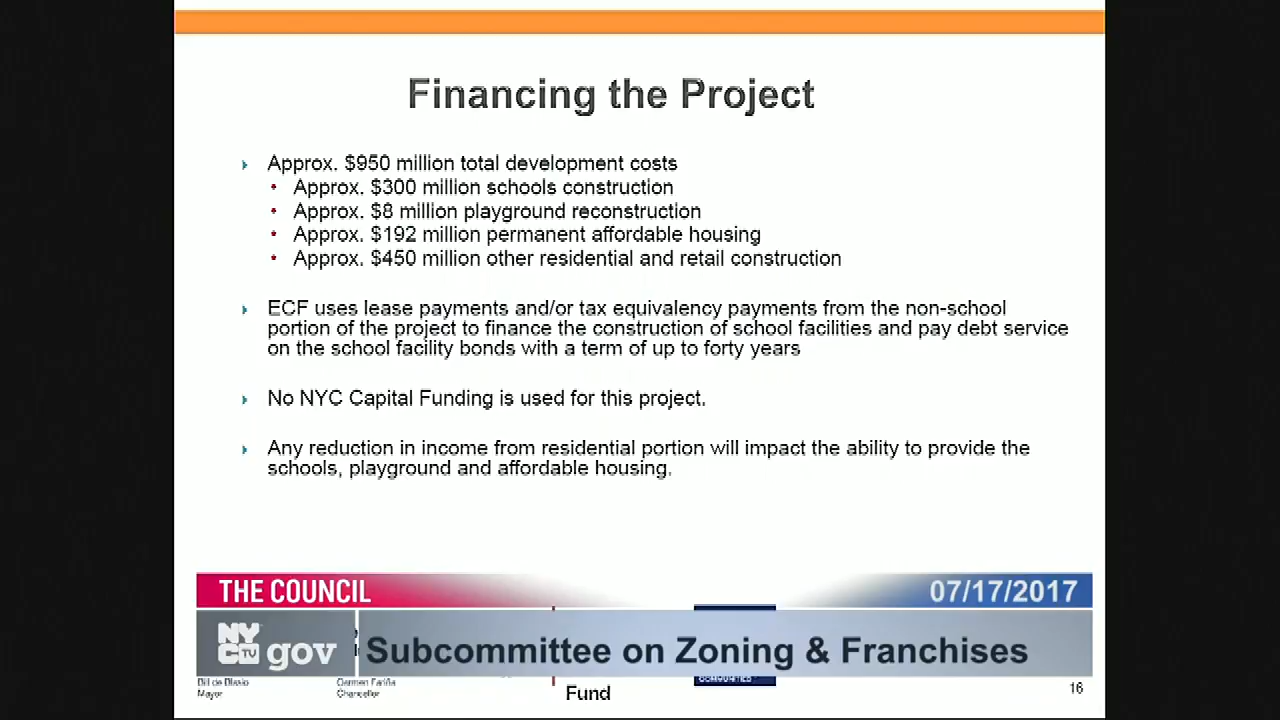 Financing the Project
Approx. $950 million total development costs
Approx. $300 million schools construction
Approx. $8 million playground reconstruction
Approx. $192 million permanent affordable housing
Approx. $450 million other residential and retail construction
ECF uses lease payments and/or tax equivalency payments from the non-school
portion of the project to finance the construction of school facilities and pay debt service
on the school facility bonds with a term of up to forty years
No NYC Capital Funding is used for this project.
Any reduction in income from residential portion will impact the ability to provide the
schools, playground and affordable housing.
THE COUNCIL
07/17/2017
NYC TV gov
Subcommittee on Zoning & Franchises
Bill de Blasio
Mayor
Carmen Fariña
Chancellor
Fund
COMMUNITIES
16